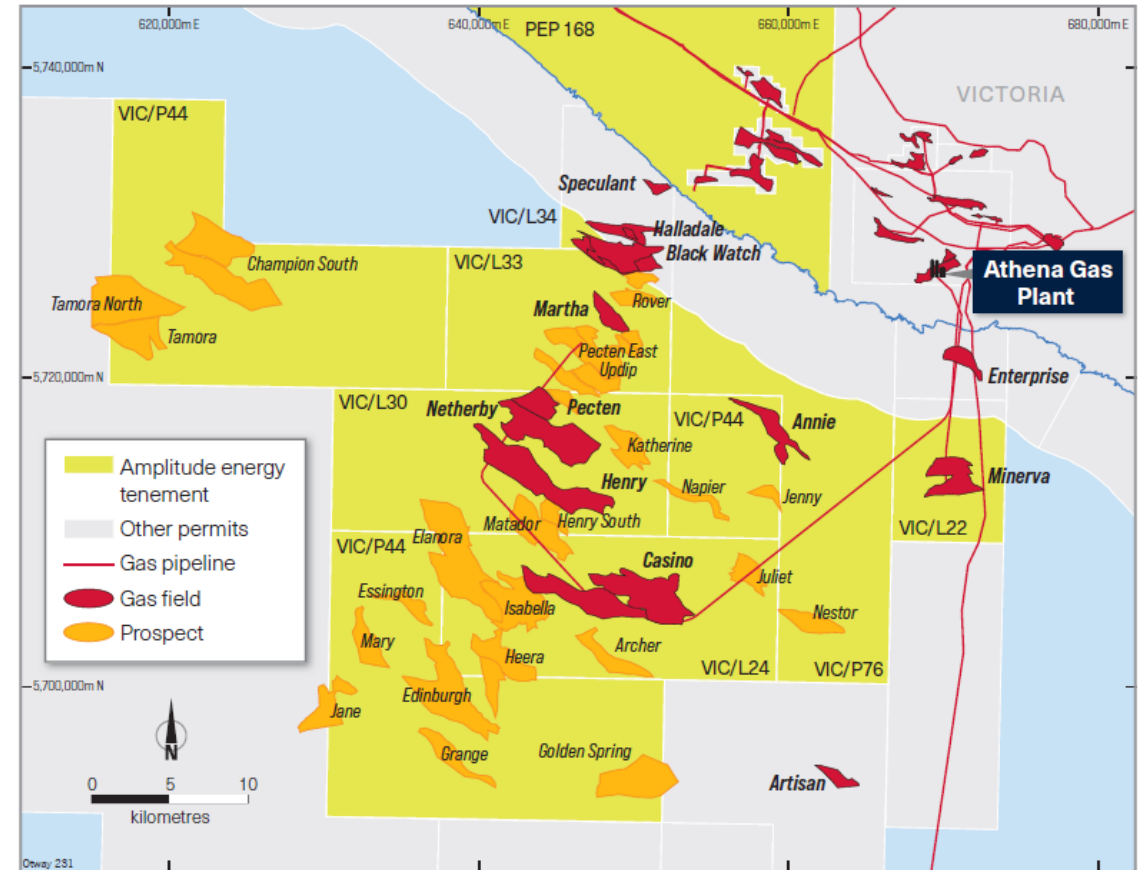 620,000m E
640,000m E
660,000m E
680,000m E
PEP 168
5,740,000m N
VICTORIA
VIC/P44
Speculant
VIC/L34
Halladale
Black Watch
VIC/L33
Champion South
Athena Gas
Plant
Tamora North
Rover
Martha
Tamora
Pecten East
Updip
5,720,000m N
Enterprise
VIC/L30
Netherby
Pecten
VIC/P44
Annie
Katherine
Amplitude energy
tenement
Other permits
Gas pipeline
Gas field
Prospect
Henry
Napier
Jenny
Minerva
Matador
Henry South
VIC/L22
Elanora
VIC/P44
Casino
Juliet
Essington
Isabella
Nestor
Mary
Heera
Archer
VIC/L24
VIC/P76
5,700,000m N
Edinburgh
Jane
N
Grange
Golden Spring
Artisan
0
5
10
kilometres
Otway 231